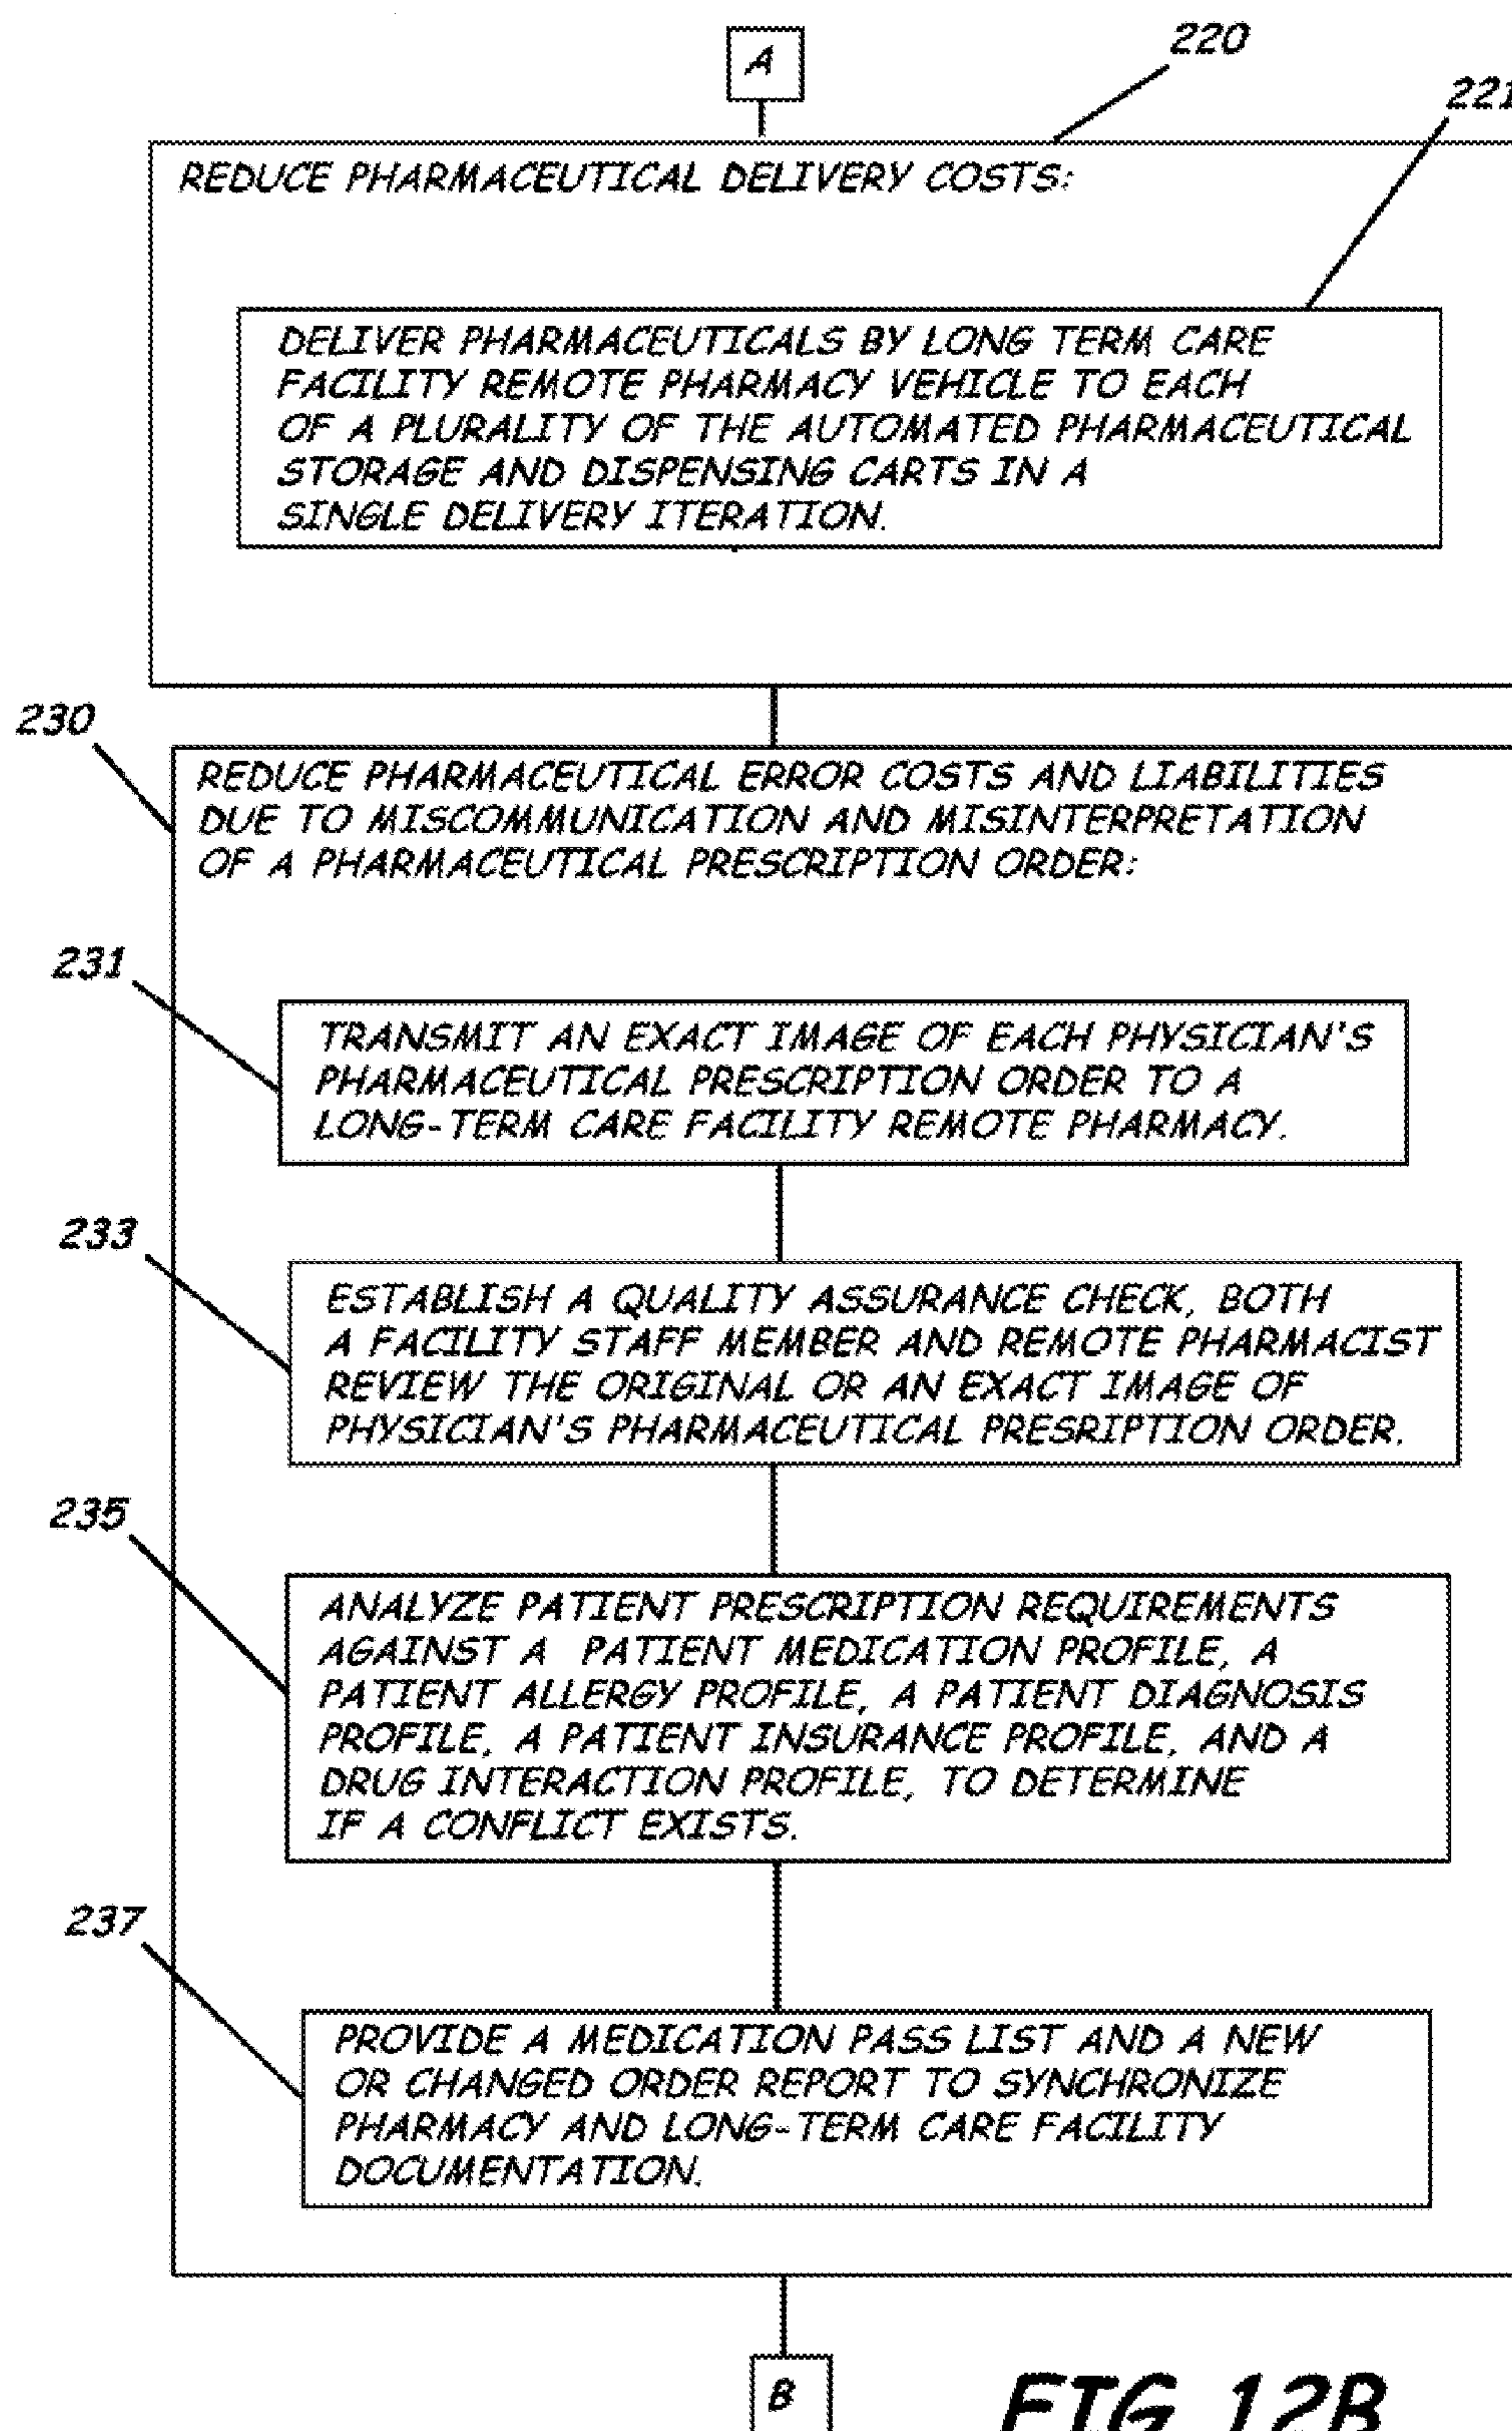 A
220
221
REDUCE PHARMACEUTICAL DELIVERY COSTS:
DELIVER PHARMACEUTICALS BY LONG TERM CARE
FACILITY REMOTE PHARMACY VEHICLE TO EACH
OF A PLURALITY OF THE AUTOMATED PHARMACEUTICAL
STORAGE AND DISPENSING CARTS IN A
SINGLE DELIVERY ITERATION.
230
REDUCE PHARMACEUTICAL ERROR COSTS AND LIABILITIES
DUE TO MISCOMMUNICATION AND MISINTERPRETATION
OF A PHARMACEUTICAL PRESCRIPTION ORDER:
231
TRANSMIT AN EXACT IMAGE OF EACH PHYSICIAN'S
PHARMACEUTICAL PRESCRIPTION ORDER TO A
LONG-TERM CARE FACILITY REMOTE PHARMACY.
233
ESTABLISH A QUALITY ASSURANCE CHECK, BOTH
A FACILITY STAFF MEMBER AND REMOTE PHARMACIST
REVIEW THE ORIGINAL OR AN EXACT IMAGE OF
PHYSICIAN'S PHARMACEUTICAL PRESRIPTION ORDER.
235
ANALYZE PATIENT PRESCRIPTION REQUIREMENTS
AGAINST A PATIENT MEDICATION PROFILE, A
PATIENT ALLERGY PROFILE, A PATIENT DIAGNOSIS
PROFILE, A PATIENT INSURANCE PROFILE, AND A
DRUG INTERACTION PROFILE, TO DETERMINE
IF A CONFLICT EXISTS.
237
PROVIDE A MEDICATION PASS LIST AND A NEW
OR CHANGED ORDER REPORT TO SYNCHRONIZE
PHARMACY AND LONG-TERM CARE FACILITY
DOCUMENTATION.
B
FIG 12B